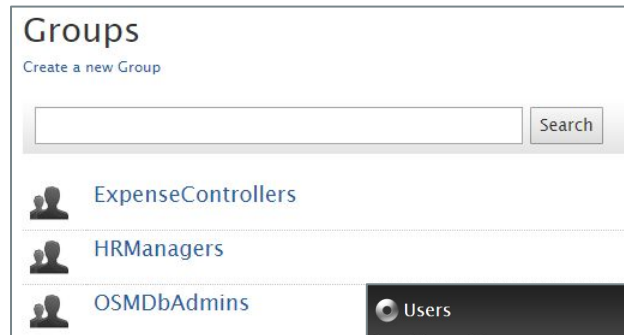 Groups
Create a new Group
Search
ExpenseControllers
HRManagers
OSMDbAdmins
Users